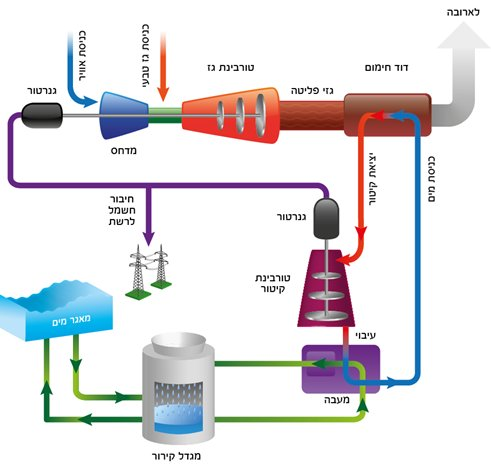 לארובה
כניסת אוויר
כניסת גז טבעי
טורבינת גז
גזי פליטה
דוד חימום
גנרטור
מדחס
יציאת קיטור
כניסת מים
חיבור
חשמל
לרשת
גנרטור
טורבינת
קיטור
מאגר מים
עיבוי
מעבה
מגדל קירור